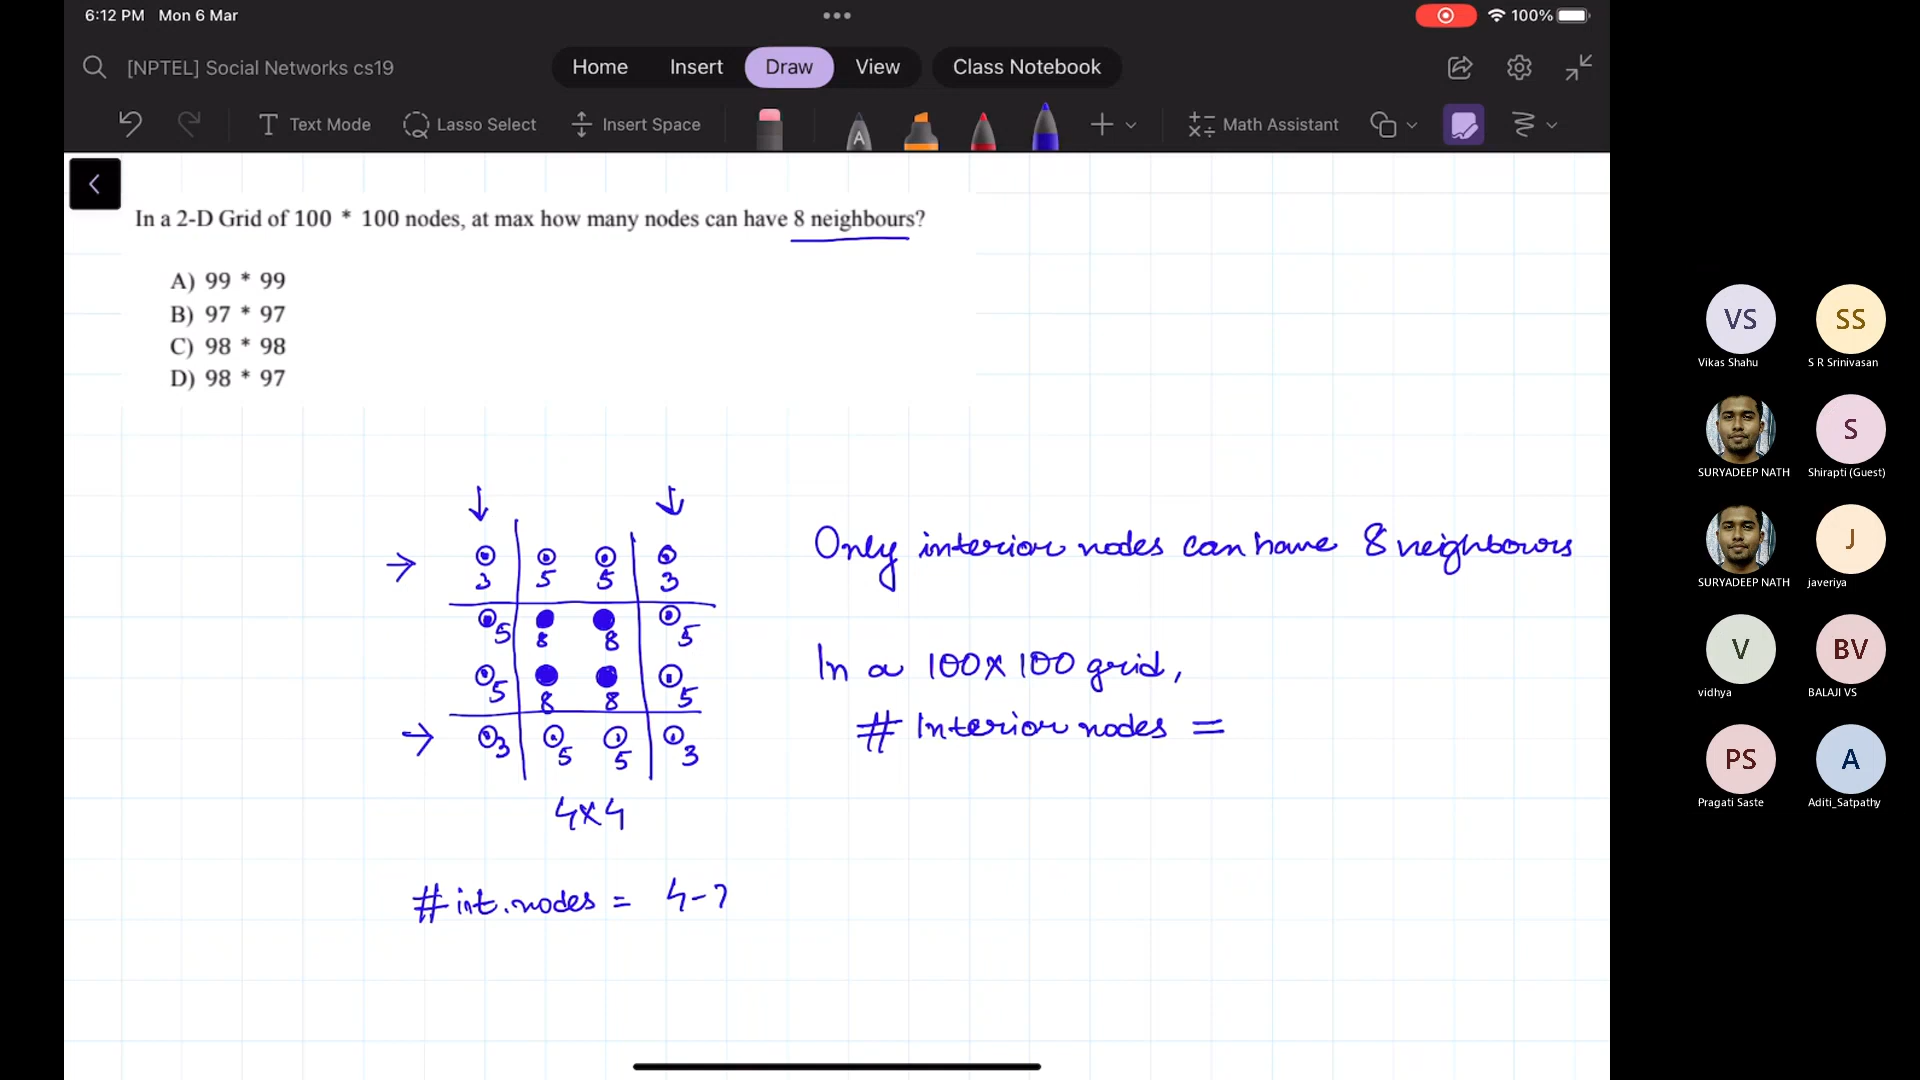 6:12 PM Mon 6 Mar
100%
[NPTEL] Social Networks cs19
Home Insert Draw View Class Notebook
Text Mode Lasso Select Insert Space A Math Assistant
In a 2-D Grid of 100 * 100 nodes, at max how many nodes can have 8 neighbours?
A) 99 * 99
B) 97 * 97
C) 98 * 98
D) 98 * 97
3 5 5 3
5 8 8 5
5 8 8 5
3 5 5 3
4×4
#int.nodes = 4-2
Only interior nodes can have 8 neighbours
In a 100×100 grid,
# Interior nodes =
VS SS
Vikas Shahu S R Srinivasan
S
SURYADEEP NATH Shirapti (Guest)
J
SURYADEEP NATH javeriya
V BV
vidhya BALAJI VS
PS A
Pragati Saste Aditi_Satpathy